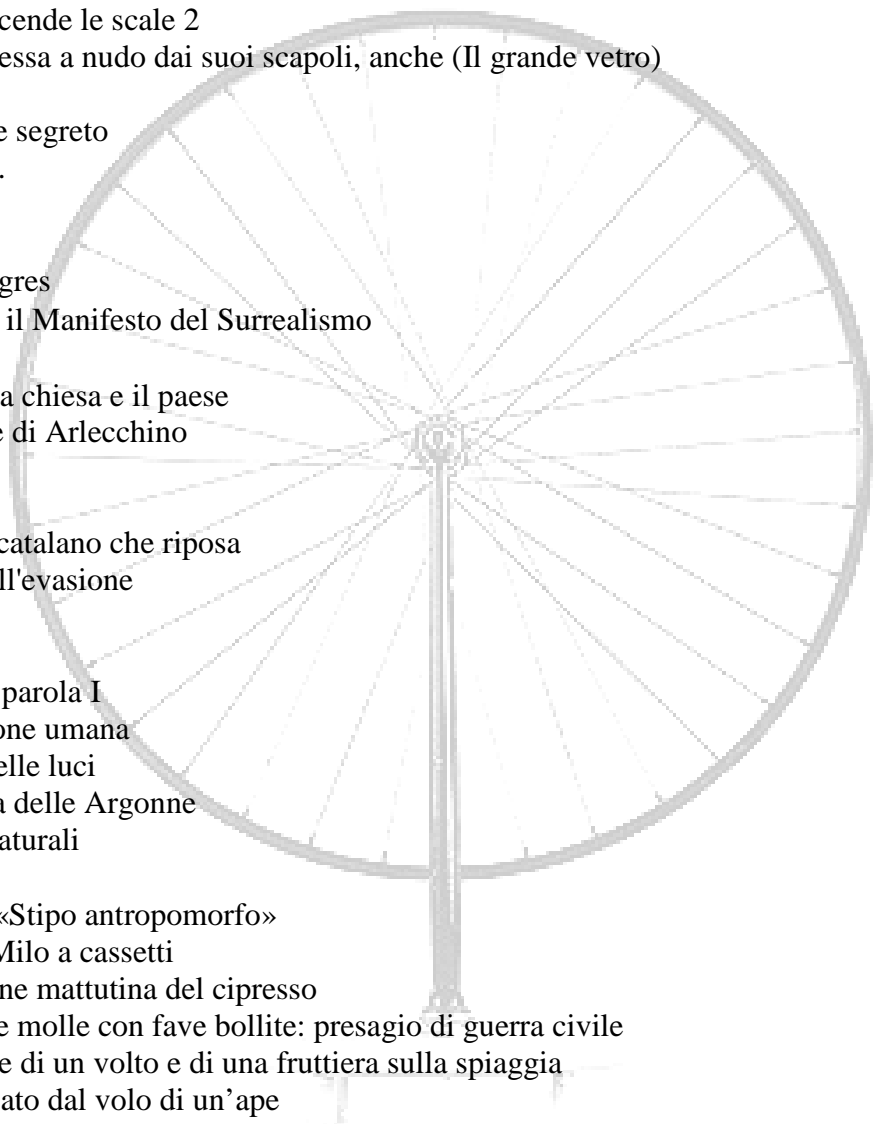 cende le scale 2
essa a nudo dai suoi scapoli, anche (Il grande vetro)
e segreto
.
gres
il Manifesto del Surrealismo
a chiesa e il paese
e di Arlecchino
catalano che riposa
ll'evasione
parola I
one umana
elle luci
a delle Argonne
aturali
«Stipo antropomorfo»
Milo a cassetti
ne mattutina del cipresso
e molle con fave bollite: presagio di guerra civile
e di un volto e di una fruttiera sulla spiaggia
ato dal volo di un’ape